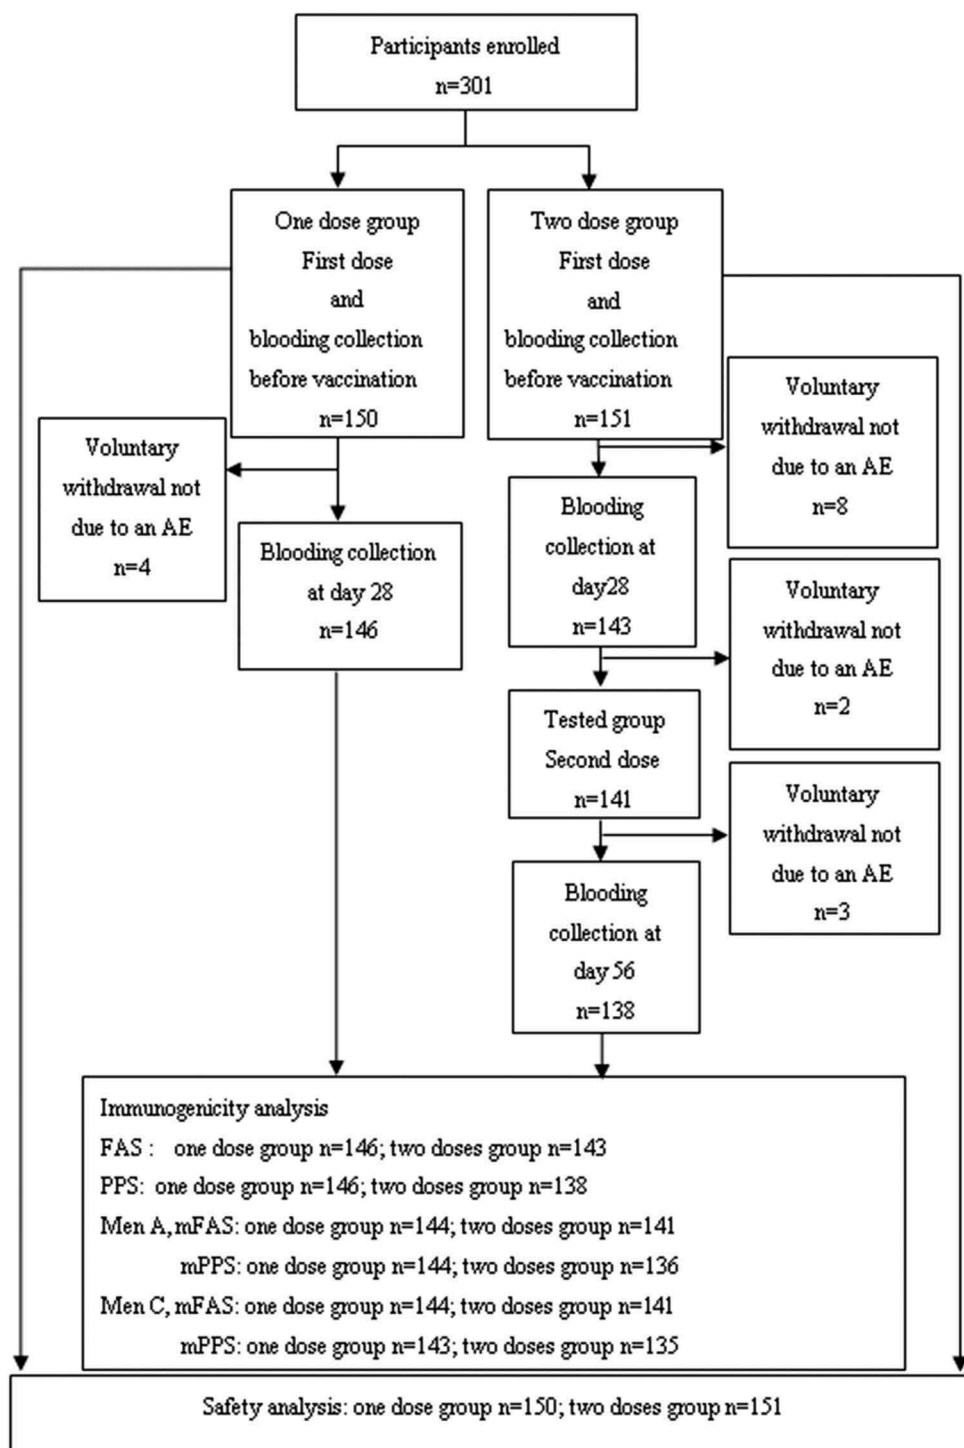 Participants enrolled
n=301
One dose group
First dose
and
blooding collection
before vaccination
n=150
Two dose group
First dose
and
blooding collection
before vaccination
n=151
Voluntary
withdrawal not
due to an AE
n=4
Voluntary
withdrawal not
due to an AE
n=8
Blooding collection
at day 28
n=146
Blooding
collection at
day28
n=143
Voluntary
withdrawal not
due to an AE
n=2
Tested group
Second dose
n=141
Voluntary
withdrawal not
due to an AE
n=3
Blooding
collection at
day 56
n=138
Immunogenicity analysis
FAS : one dose group n=146; two doses group n=143
PPS: one dose group n=146; two doses group n=138
Men A, mFAS: one dose group n=144; two doses group n=141
mPPS: one dose group n=144; two doses group n=136
Men C, mFAS: one dose group n=144; two doses group n=141
mPPS: one dose group n=143; two doses group n=135
Safety analysis: one dose group n=150; two doses group n=151